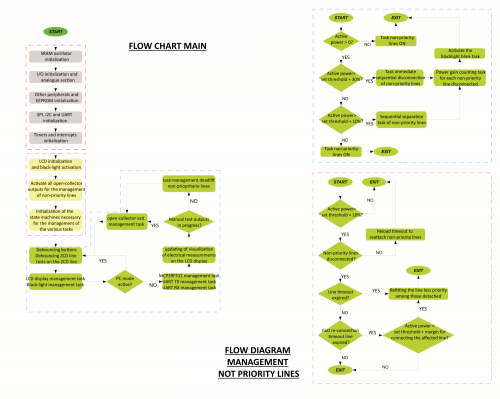 START
FLOW CHART MAIN
SRAM oscillator
initialization
I/O initialization and
analogue section
Other peripherals and
EEPROM initialization
SPI, I2C and UART
initialization
Timers and interrupts
initialization
LCD initialization
and black-light activation
Activate all open-collector
outputs for the management
of non-priority lines
Initialization of the
state machines necessary
for the management of
the various tasks
Debouncing buttons
Debouncing ZCD line
tests on the ZCD line
LCD display management task
Black-light management task
YES
PC mode
active?
NO
MCP39F511 management task
UART TX management task
UART RX management task
updating of visualization
of electrical measurements
on the LCD display
Manual test outputs
in progress?
YES
NO
task-management deadlift
non-propritario lines
open-collector exit
management task
START
EXIT
Active
power > 0?
NO
Task non-priority
lines ON
YES
Active power>
set threshold + 30%?
YES
Task immediate
sequential disconnection
of non-priority lines
Power gain counting task
for each non-priority
line disconnected.
Activate the
blacklight blink task
NO
Active power>
set threshold + 10%?
YES
Sequential separation
task of non-priority lines
NO
Task non-priority
lines ON
EXIT
START
EXIT
Active power>
set threshold + 10%?
YES
Reload timeout to
reattach non-priority lines
NO
Non-priority lines
disconnected?
YES
EXIT
Line timeout
expired?
YES
Refitting the line less priority
among those detached
NO
YES
Fast re-connection
timeout line
expired?
YES
Active power +
set threshold + margin for
connecting the affected line?
NO
EXIT
NO
FLOW DIAGRAM
MANAGEMENT
NOT PRIORITY LINES